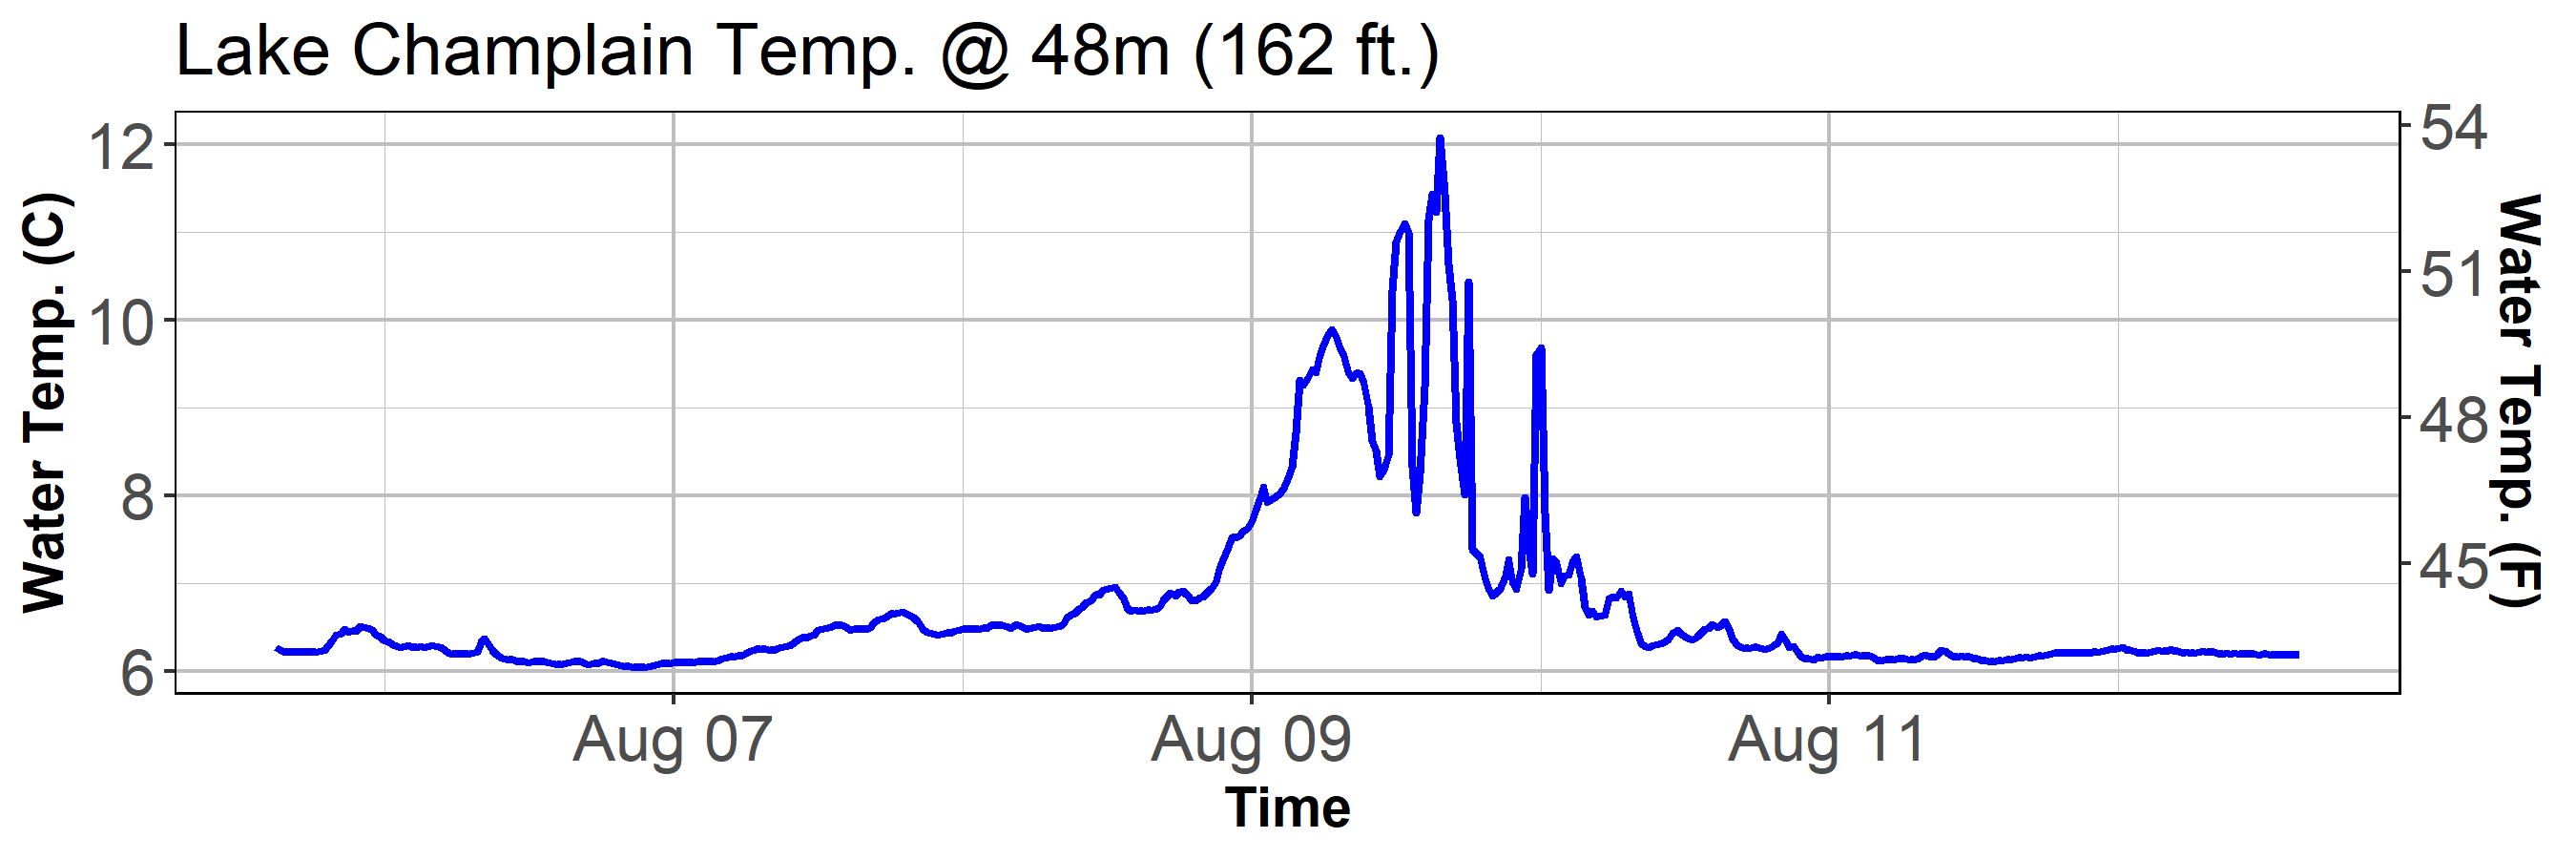 Lake Champlain Temp. @ 48m (162 ft.)
Water Temp. (C)
12
10
8
6
54
51
48
45
Water Temp. (F)
Aug 07
Aug 09
Aug 11
Time